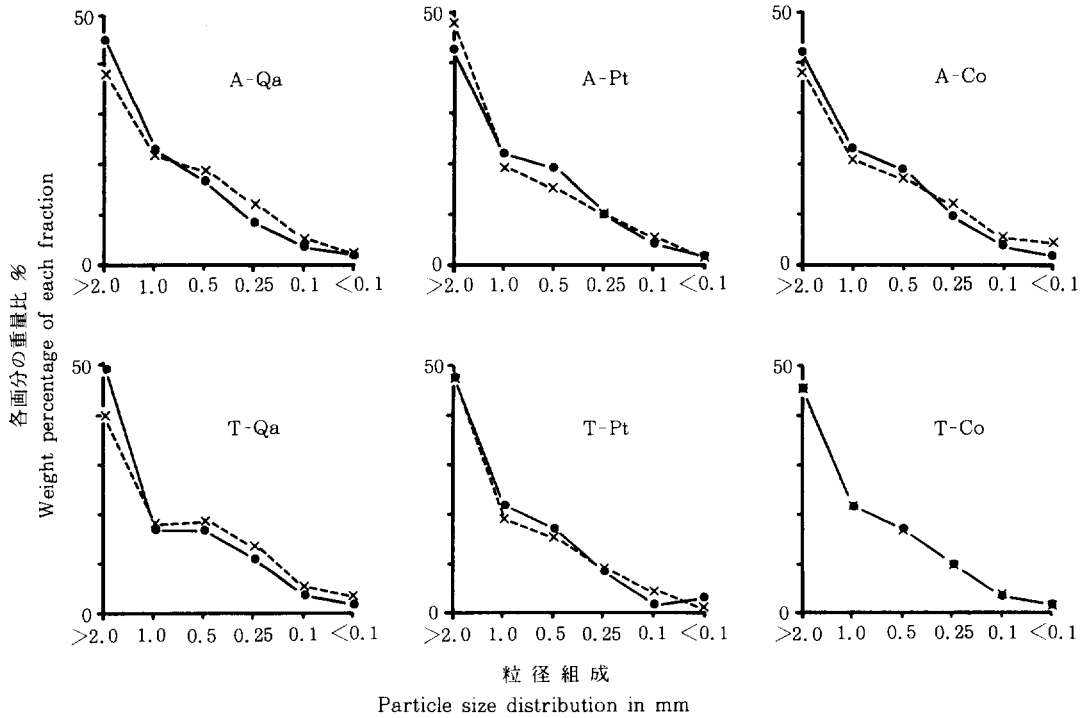 各画分の重量比 %
Weight percentage of each fraction
50
A-Qa
0
>2.0 1.0 0.5 0.25 0.1 <0.1
50
A-Pt
0
>2.0 1.0 0.5 0.25 0.1 <0.1
50
A-Co
0
>2.0 1.0 0.5 0.25 0.1 <0.1
50
T-Qa
0
>2.0 1.0 0.5 0.25 0.1 <0.1
50
T-Pt
0
>2.0 1.0 0.5 0.25 0.1 <0.1
50
T-Co
0
>2.0 1.0 0.5 0.25 0.1 <0.1
粒径組成
Particle size distribution in mm